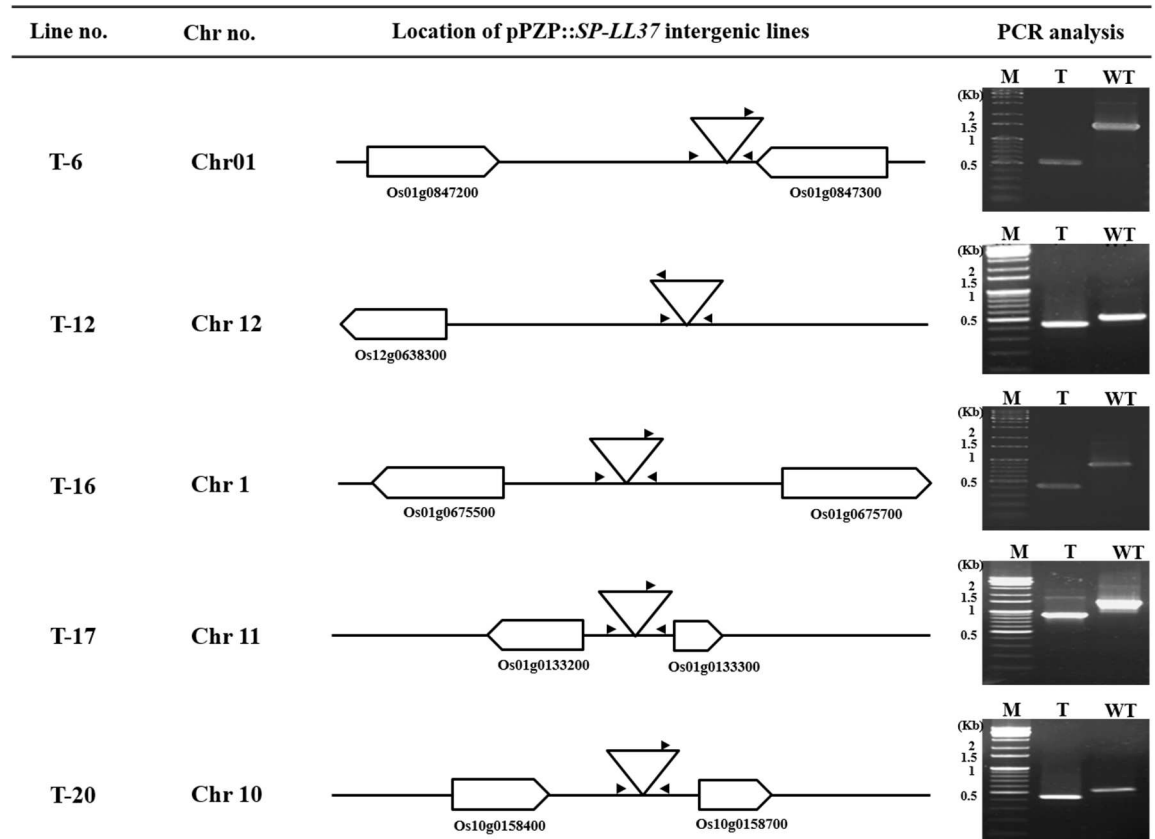 Line no. Chr no. Location of pPZP::SP-LL37 intergenic lines PCR analysis
M T WT
(Kb)
2
1.5
1
0.5
T-6 Chr01
Os01g0847200 Os01g0847300
M T WT
(Kb)
2
1.5
1
0.5
T-12 Chr 12
Os12g0638300
M T WT
(Kb)
2
1.5
1
0.5
T-16 Chr 1
Os01g0675500 Os01g0675700
M T WT
(Kb)
2
1.5
1
0.5
T-17 Chr 11
Os01g0133200 Os01g0133300
M T WT
(Kb)
2
1.5
1
0.5
T-20 Chr 10
Os10g0158400 Os10g0158700